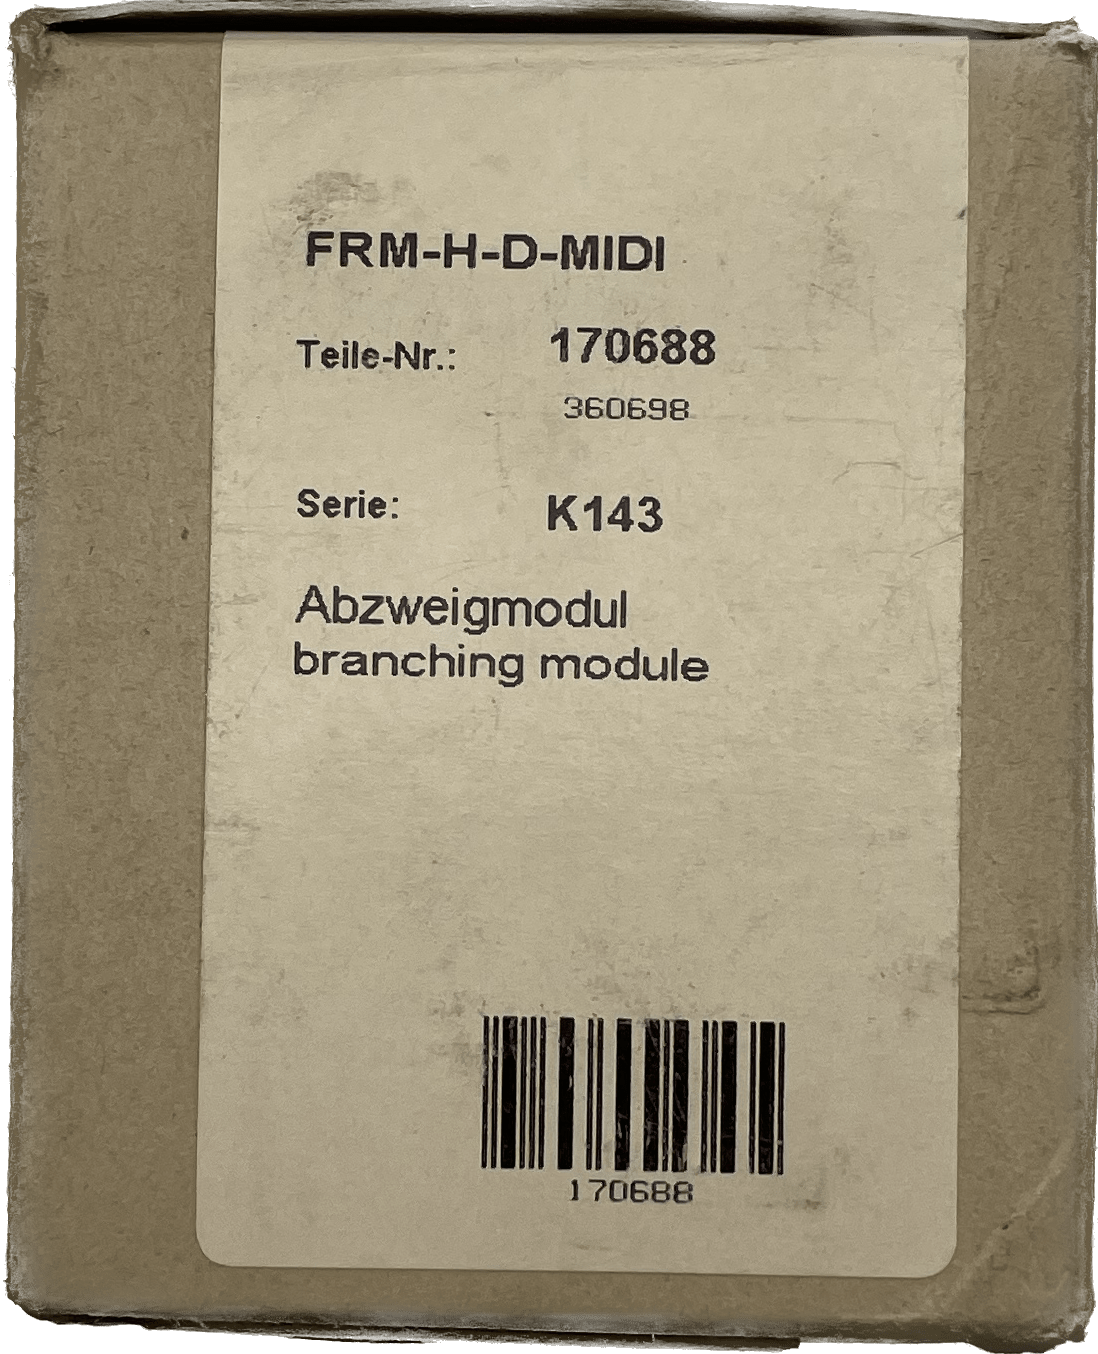 FRM-H-D-MIDI
Teile-Nr.: 170688
360698
Serie: K143
Abzweigmodul
branching module
170688